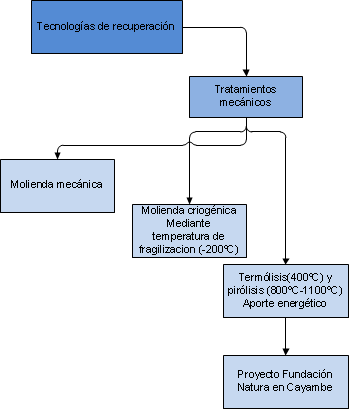 Tecnologías de recuperación
Tratamientos
mecánicos
Molienda mecánica
Molienda criogénica
Mediante
temperatura de
fragilizacion (-200ºC)
Termólisis(400ºC) y
pirólisis (800ºC-1100ºC)
Aporte energético
Proyecto Fundación
Natura en Cayambe